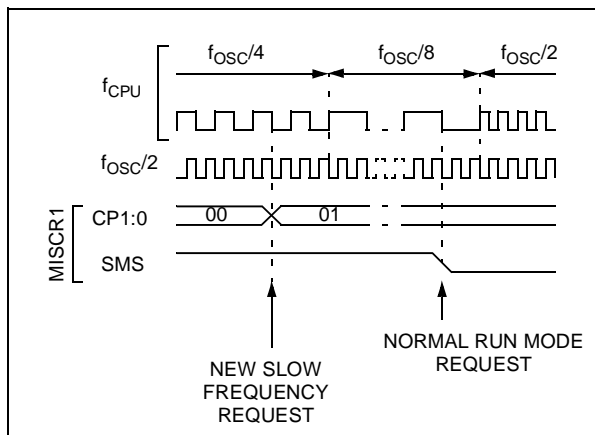 fOSC/4 fOSC/8 fOSC/2
fCPU
fOSC/2
MISCR1
CP1:0 00 01
SMS
NEW SLOW
FREQUENCY
REQUEST
NORMAL RUN MODE
REQUEST